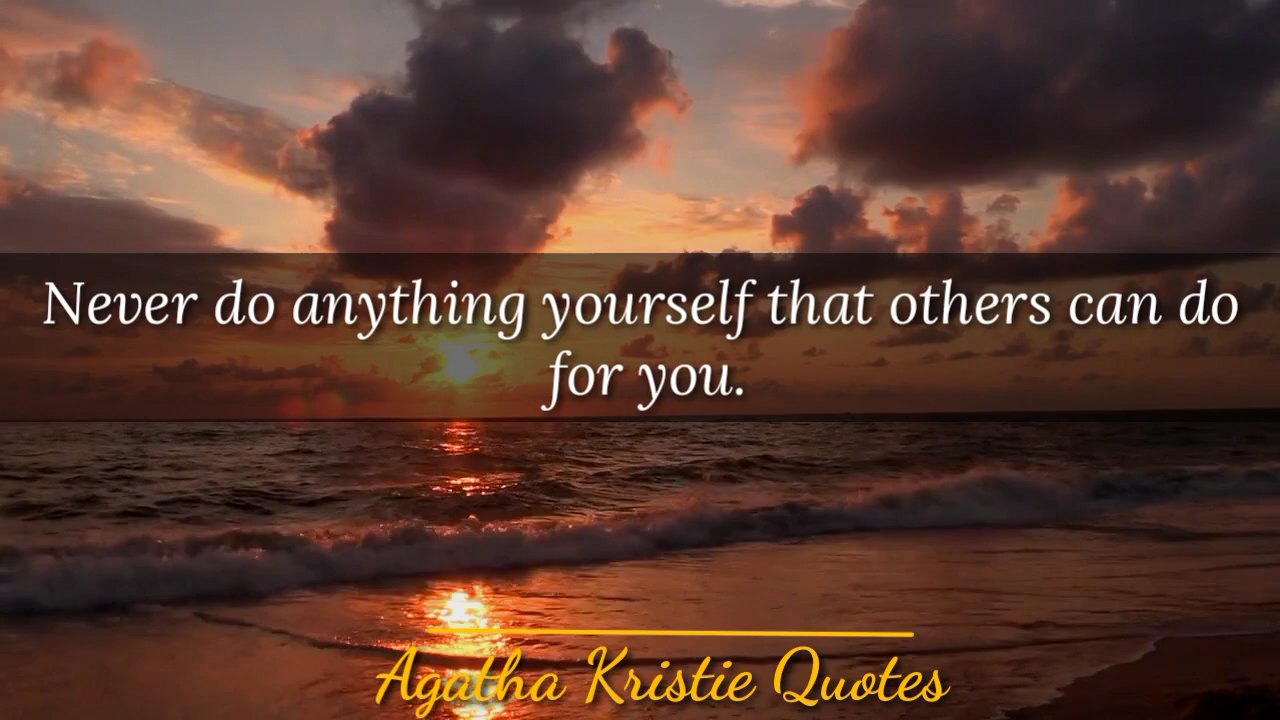 Never do anything yourself that others can do
for you.
Agatha Kristie Quotes